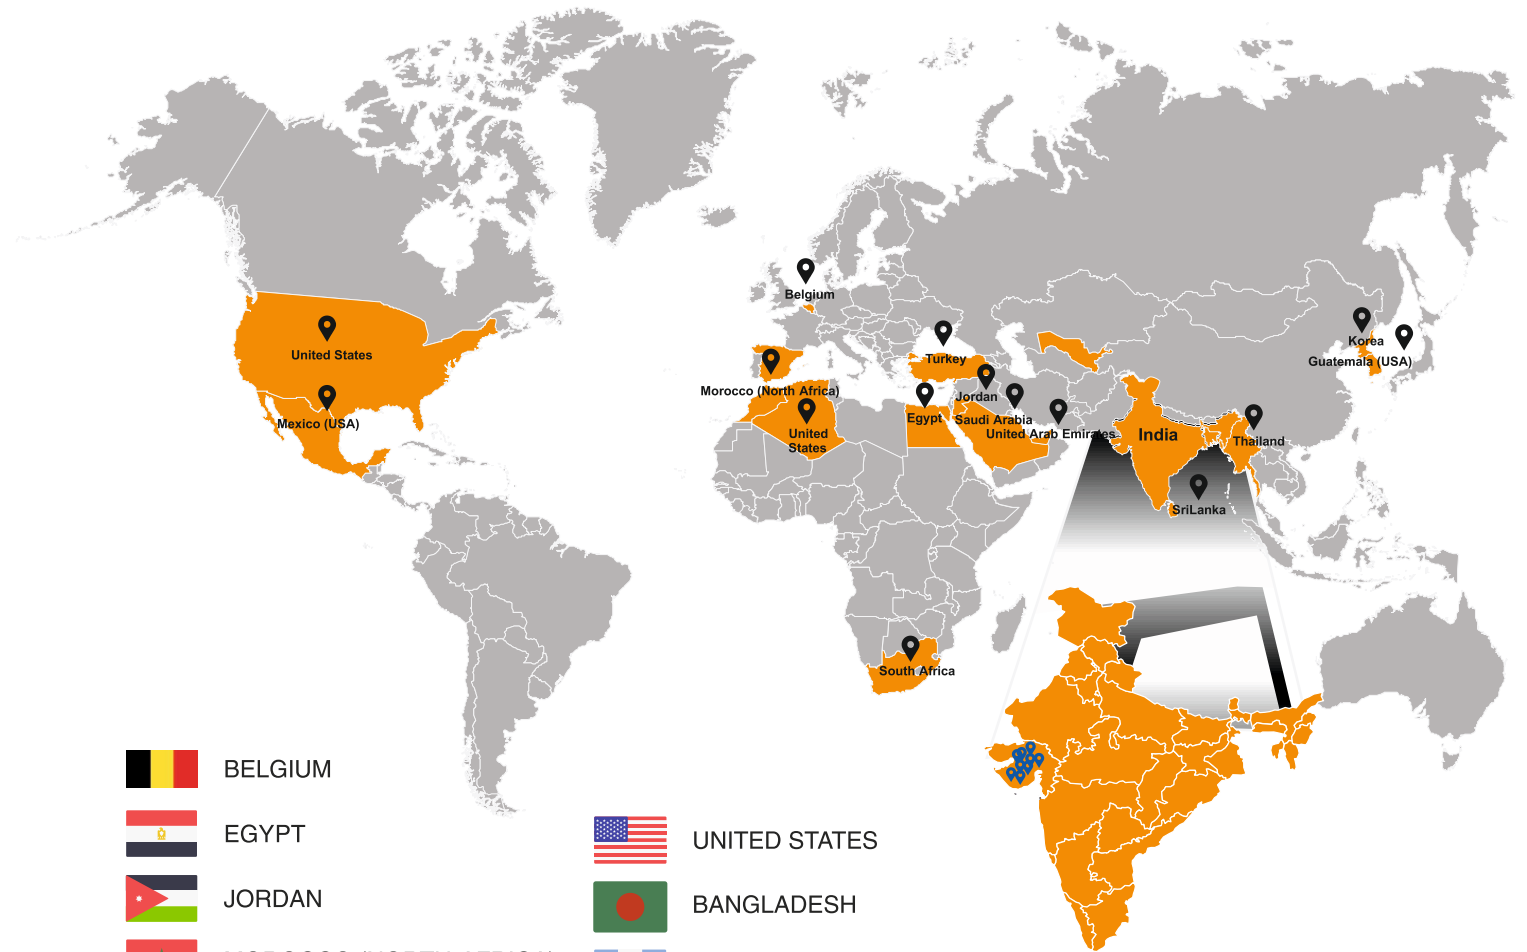 Belgium
Turkey
Korea
United States
Guatemala (USA)
Morocco (North Africa)
Jordan
Mexico (USA)
Egypt
Saudi Arabia
United
States
United Arab Emirates
India
Thailand
SriLanka
South Africa
BELGIUM
EGYPT
UNITED STATES
JORDAN
BANGLADESH